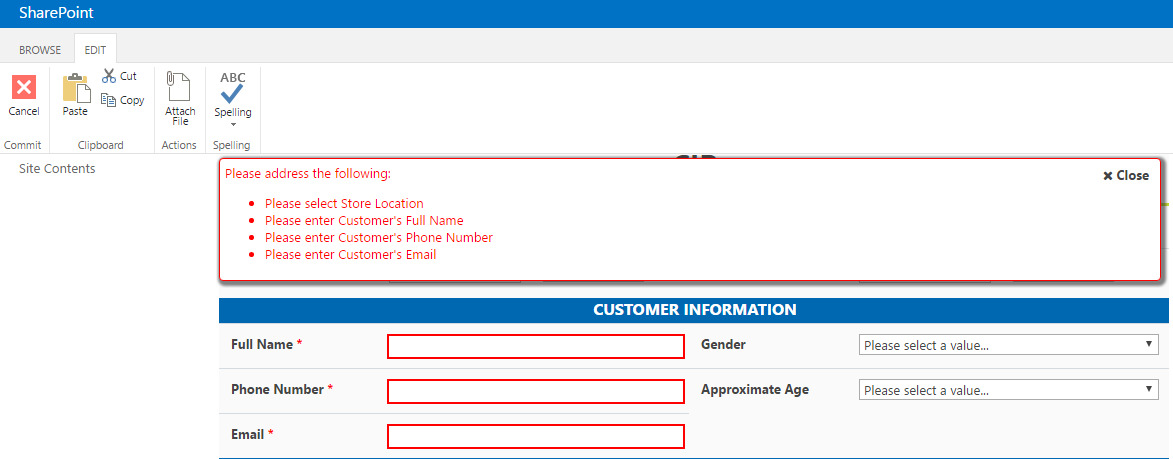 SharePoint
BROWSE EDIT
Cancel
Paste
Cut
Copy
Attach
File
ABC
Spelling
Commit Clipboard Actions Spelling
Site Contents
Please address the following:
Close
Please select Store Location
Please enter Customer's Full Name
Please enter Customer's Phone Number
Please enter Customer's Email
CUSTOMER INFORMATION
Full Name * Gender Please select a value...
Phone Number * Approximate Age Please select a value...
Email *